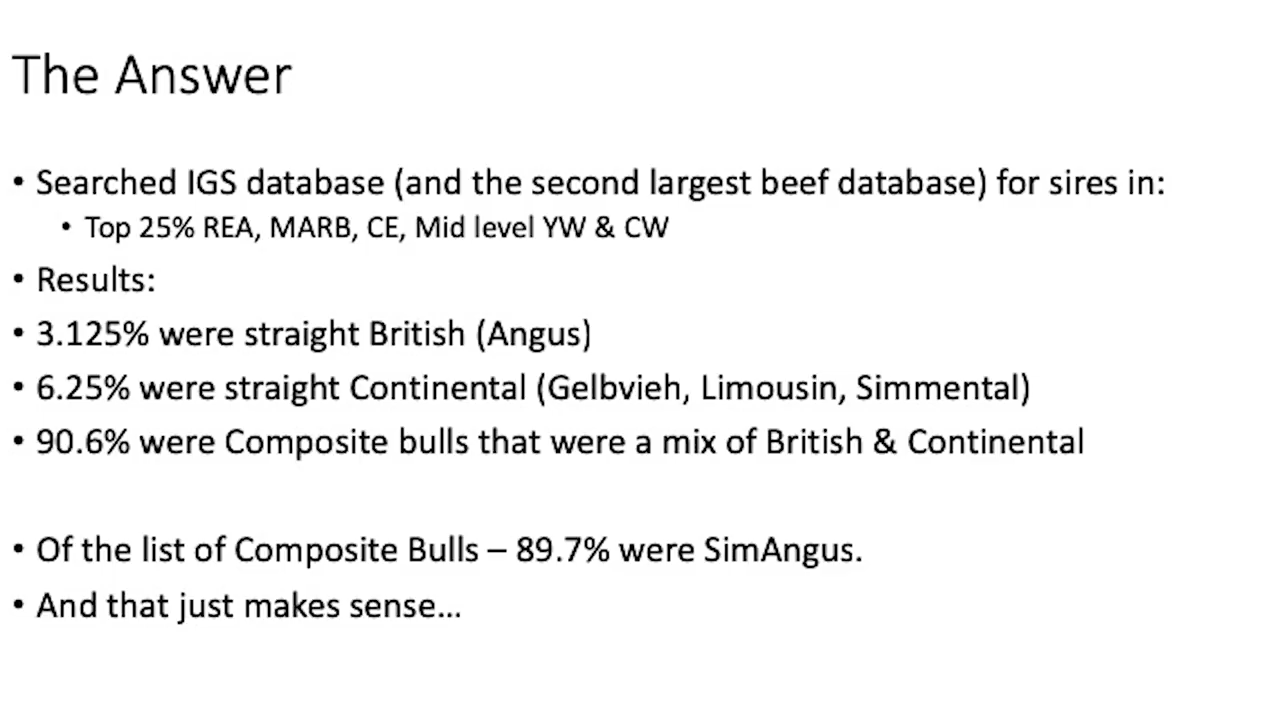 The Answer
• Searched IGS database (and the second largest beef database) for sires in:
• Top 25% REA, MARB, CE, Mid level YW & CW
• Results:
• 3.125% were straight British (Angus)
• 6.25% were straight Continental (Gelbvieh, Limousin, Simmental)
• 90.6% were Composite bulls that were a mix of British & Continental
• Of the list of Composite Bulls – 89.7% were SimAngus.
• And that just makes sense…